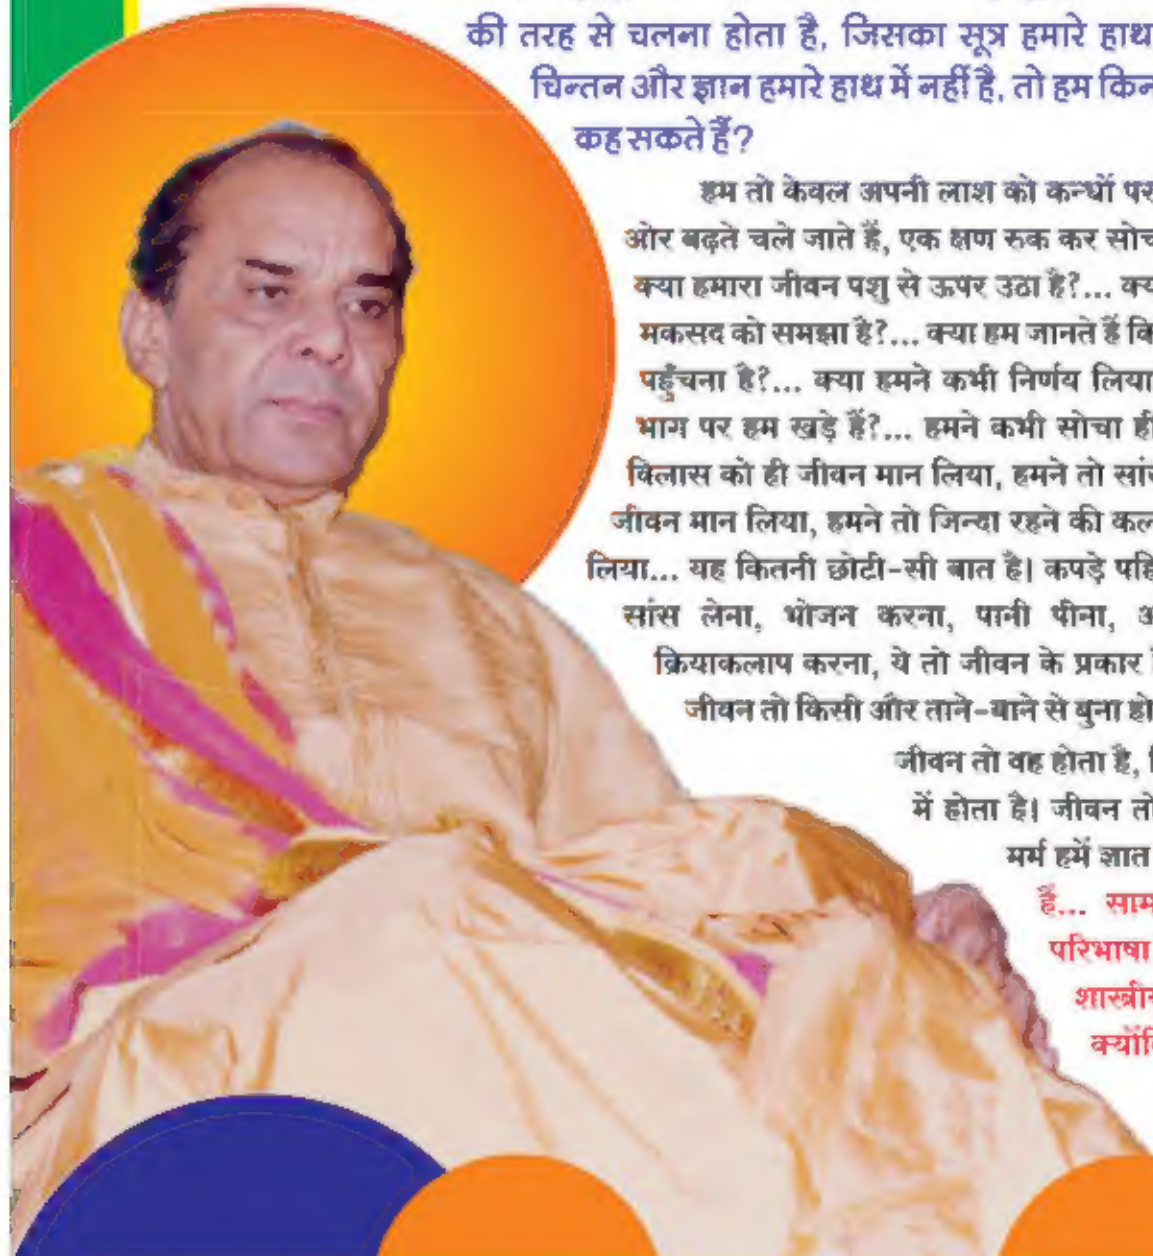 की तरह से चलना होता है, जिसका सूत्र हमारे हाथ
चिन्तन और ज्ञान हमारे हाथ में नहीं है, तो हम किन
कह सकते हैं?
हम तो केवल अपनी लाश को कन्धों पर
ओर बढ़ते चले जाते हैं, एक क्षण रुक कर सोच
क्या हमारा जीवन पशु से ऊपर उठा है?... क्य
मकसद को समझा है?... क्या हम जानते हैं कि
पहुँचना है?... क्या हमने कभी निर्णय लिया
भाग पर हम खड़े हैं?... हमने कभी सोचा ही
विलास को ही जीवन मान लिया, हमने तो सांस
जीवन मान लिया, हमने तो जिन्दा रहने की कल
लिया... यह कितनी छोटी-सी बात है। कपड़े पहि
सांस लेना, भोजन करना, पानी पीना, अ
क्रियाकलाप करना, ये तो जीवन के प्रकार है
जीवन तो किसी और ताने-बाने से बुना हो
जीवन तो वह होता है, f
में होता है। जीवन तो
मर्म हमें ज्ञात
हैं... साम
परिभाषा
शास्त्रीय
क्योंकि